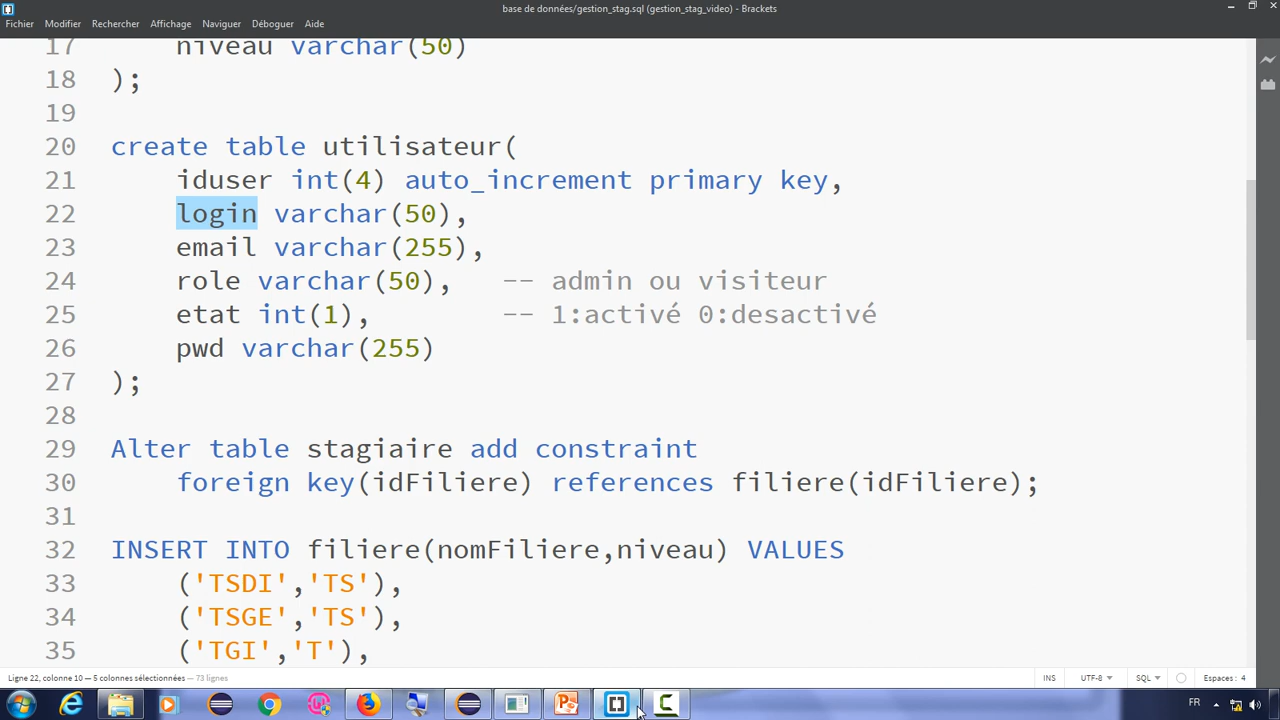 base de données/gestion_stag.sql (gestion_stag_video) - Brackets
Fichier Modifier Rechercher Affichage Naviguer Déboguer Aide
17 niveau varchar(50)
18 );
19
20 create table utilisateur(
21 iduser int(4) auto_increment primary key,
22 login varchar(50),
23 email varchar(255),
24 role varchar(50), -- admin ou visiteur
25 etat int(1), -- 1:activé 0:desactivé
26 pwd varchar(255)
27 );
28
29 Alter table stagiaire add constraint
30 foreign key(idFiliere) references filiere(idFiliere);
31
32 INSERT INTO filiere(nomFiliere,niveau) VALUES
33 ('TSDI','TS'),
34 ('TSGE','TS'),
35 ('TGI','T'),
Ligne 22, colonne 10 — 5 colonnes sélectionnées — 73 lignes INS UTF-8 SQL Espaces : 4
FR